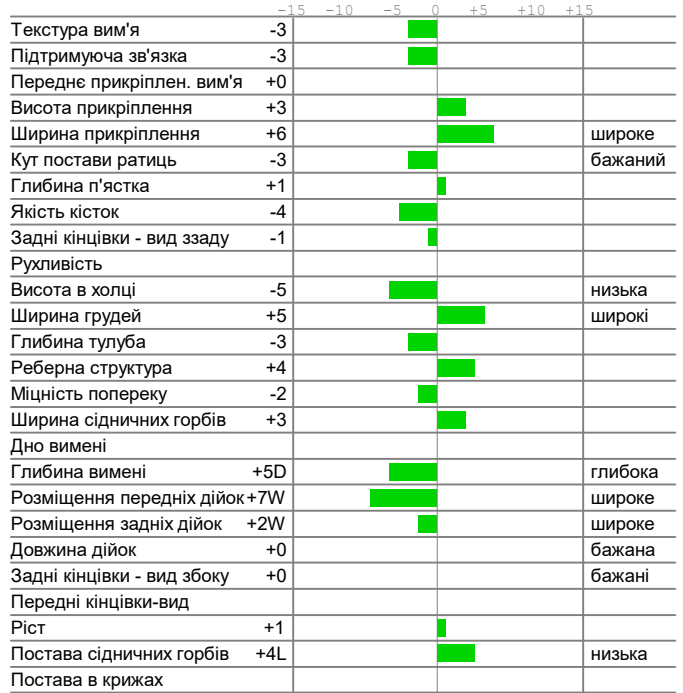 -15 -10 -5 0 +5 +10 +15
Текстура вим'я -3
Підтримуюча зв'язка -3
Переднє прикріплен. вим'я +0
Висота прикріплення +3
Ширина прикріплення +6 широке
Кут постави ратиць -3 бажаний
Глибина п'ястка +1
Якість кісток -4
Задні кінцівки - вид ззаду -1
Рухливість
Висота в холці -5 низька
Ширина грудей +5 широкі
Глибина тулуба -3
Реберна структура +4
Міцність попереку -2
Ширина сідничних горбів +3
Дно вимені
Глибина вимені +5D глибока
Розміщення передніх дійок +7W широке
Розміщення задніх дійок +2W широке
Довжина дійок +0 бажана
Задні кінцівки - вид збоку +0 бажані
Передні кінцівки-вид
Ріст +1
Постава сідничних горбів +4L низька
Постава в крижах